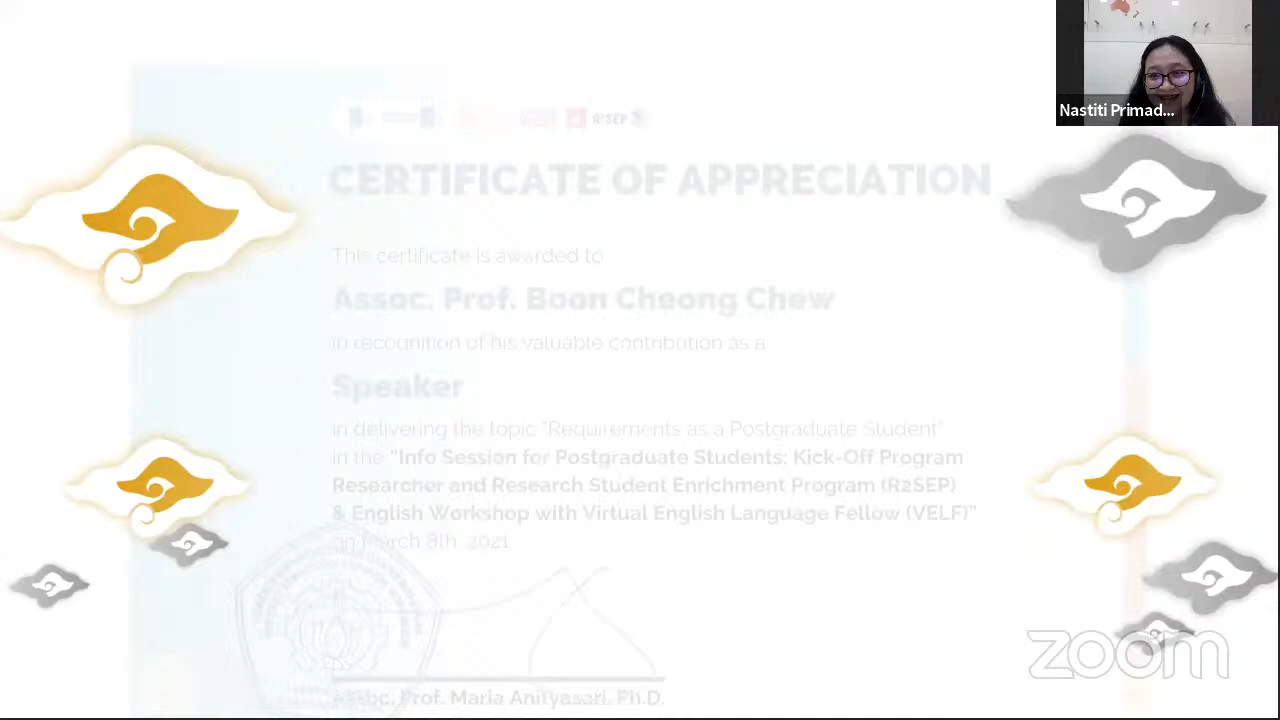 Nastiti Primad...
R²SEP
CERTIFICATE OF APPRECIATION
This certificate is awarded to
Assoc. Prof. Boon Cheong Chew
in recognition of his valuable contribution as a
Speaker
in delivering the topic "Requirements as a Postgraduate Student"
in the "Info Session for Postgraduate Students: Kick-Off Program
Researcher and Research Student Enrichment Program (R2SEP)
& English Workshop with Virtual English Language Fellow (VELF)"
on March 8th, 2021
Assoc. Prof. Maria Anityasari, Ph.D.
zoom